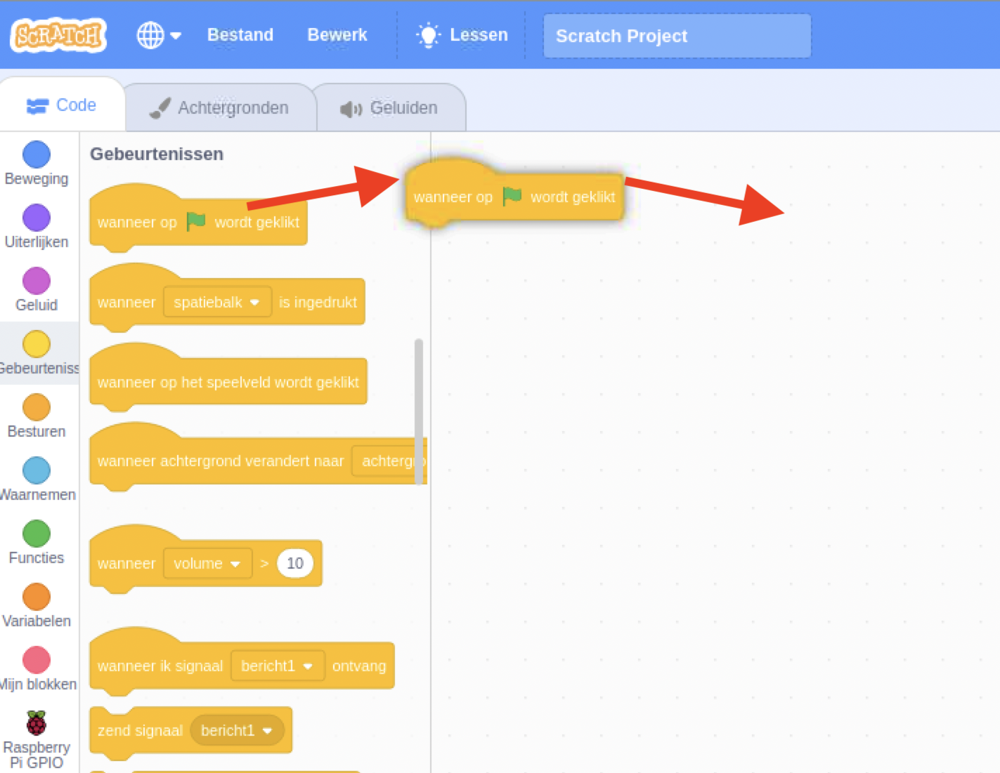 SCRATCH
Bestand
Bewerk
Lessen
Scratch Project
Code
Achtergronden
Geluiden
Beweging
Uiterlijken
Geluid
Gebeurteniss
Besturen
Waarnemen
Functies
Variabelen
Mijn blokken
Raspberry
Pi GPIO
Gebeurtenissen
wanneer op wordt geklikt
wanneer spatiebalk is ingedrukt
wanneer op het speelveld wordt geklikt
wanneer achtergrond verandert naar achtergro
wanneer volume > 10
wanneer ik signaal bericht1 ontvang
zend signaal bericht1
wanneer op wordt geklikt